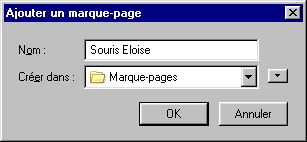 Ajouter un marque-page
Nom : Souris Eloise
Créer dans : Marque-pages
OK Annuler